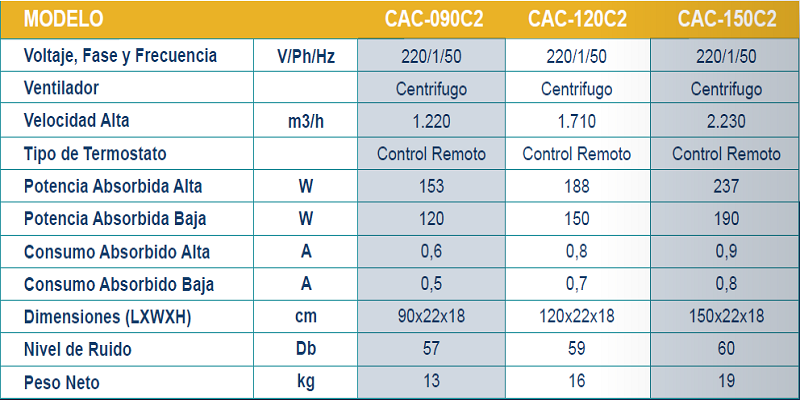 MODELO CAC-090C2 CAC-120C2 CAC-150C2
Voltaje, Fase y Frecuencia V/Ph/Hz 220/1/50 220/1/50 220/1/50
Ventilador Centrifugo Centrifugo Centrifugo
Velocidad Alta m3/h 1.220 1.710 2.230
Tipo de Termostato Control Remoto Control Remoto Control Remoto
Potencia Absorbida Alta W 153 188 237
Potencia Absorbida Baja W 120 150 190
Consumo Absorbido Alta A 0,6 0,8 0,9
Consumo Absorbido Baja A 0,5 0,7 0,8
Dimensiones (LXWXH) cm 90x22x18 120x22x18 150x22x18
Nivel de Ruido Db 57 59 60
Peso Neto kg 13 16 19